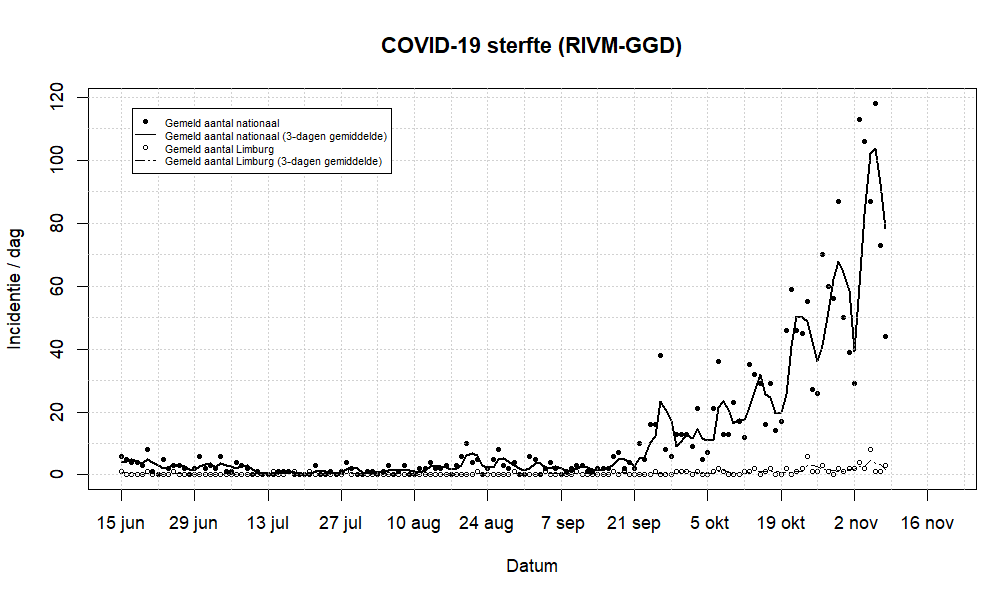 COVID-19 sterfte (RIVM-GGD)
Gemeld aantal nationaal
Gemeld aantal nationaal (3-dagen gemiddelde)
Gemeld aantal Limburg
Gemeld aantal Limburg (3-dagen gemiddelde)
Incidentie / dag
120
100
80
60
40
20
0
15 jun 29 jun 13 jul 27 jul 10 aug 24 aug 7 sep 21 sep 5 okt 19 okt 2 nov 16 nov
Datum